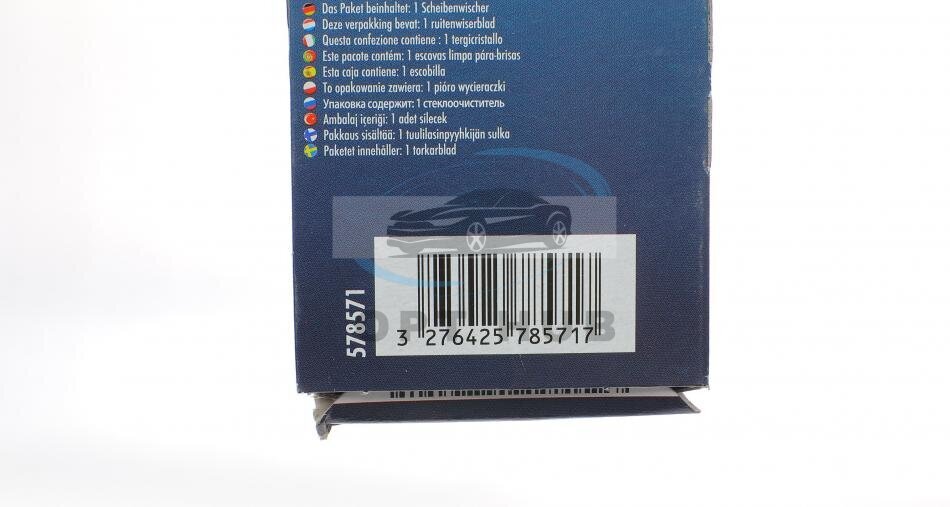 Das Paket beinhaltet: 1 Scheibenwischer
Deze verpakking bevat: 1 ruitenwiserblad
Questa confezione contiene : 1 tergicristallo
Este pacote contém: 1 escovas limpa pára-brisas
Esta caja contiene: 1 escobilla
To opakowanie zawiera: 1 pióro wycieraczki
Упаковка содержит: 1 стеклоочиститель
Ambalaj içeriği: 1 adet silecek
Pakkaus sisältää: 1 tuulilasinpyyhkijän sulka
Paketet innehåller: 1 torkarblad
578571
3 276425 785717